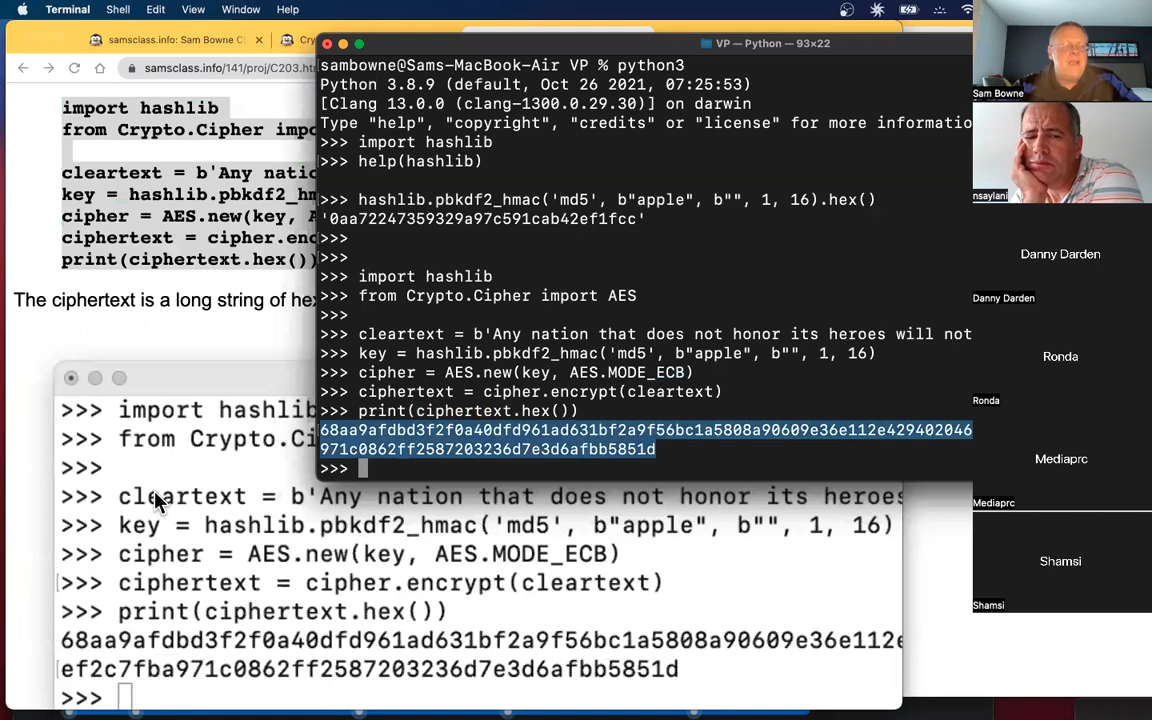 Terminal Shell Edit View Window Help
samsclass.info: Sam Bowne Cl
samsclass.info/141/proj/C203.h
import hashlib
from Crypto.Cipher impo
cleartext = b'Any natio
key = hashlib.pbkdf2_hm
cipher = AES.new(key, A
ciphertext = cipher.enc
print(ciphertext.hex())
The ciphertext is a long string of hex
VP — Python — 93×22
sambowne@Sams-MacBook-Air VP % python3
Python 3.8.9 (default, Oct 26 2021, 07:25:53)
[Clang 13.0.0 (clang-1300.0.29.30)] on darwin
Type "help", "copyright", "credits" or "license" for more informatio
>>> import hashlib
>>> help(hashlib)
>>> hashlib.pbkdf2_hmac('md5', b"apple", b"", 1, 16).hex()
'0aa72247359329a97c591cab42ef1fcc'
>>>
>>>
>>> import hashlib
>>> from Crypto.Cipher import AES
>>>
>>> cleartext = b'Any nation that does not honor its heroes will not
>>> key = hashlib.pbkdf2_hmac('md5', b"apple", b"", 1, 16)
>>> cipher = AES.new(key, AES.MODE_ECB)
>>> ciphertext = cipher.encrypt(cleartext)
>>> print(ciphertext.hex())
68aa9afdbd3f2f0a40dfd961ad631bf2a9f56bc1a5808a90609e36e112e429402046
971c0862ff2587203236d7e3d6afbb5851d
>>>
>>> import hashlib
>>> from Crypto.Ci
>>>
>>> cleartext = b'Any nation that does not honor its heroes
>>> key = hashlib.pbkdf2_hmac('md5', b"apple", b"", 1, 16)
>>> cipher = AES.new(key, AES.MODE_ECB)
>>> ciphertext = cipher.encrypt(cleartext)
>>> print(ciphertext.hex())
68aa9afdbd3f2f0a40dfd961ad631bf2a9f56bc1a5808a90609e36e112e
ef2c7fba971c0862ff2587203236d7e3d6afbb5851d
>>>
Sam Bowne
nsaylani
Danny Darden
Danny Darden
Ronda
Ronda
Mediaprc
Mediaprc
Shamsi
Shamsi